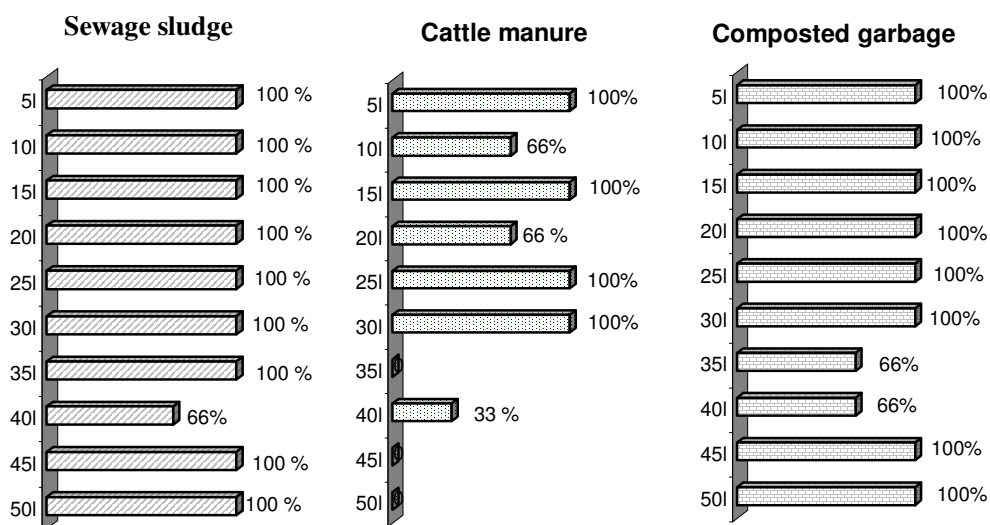 Sewage sludge
5l 100 %
10l 100 %
15l 100 %
20l 100 %
25l 100 %
30l 100 %
35l 100 %
40l 66%
45l 100 %
50l 100 %
Cattle manure
5l 100%
10l 66%
15l 100%
20l 66 %
25l 100%
30l 100%
35l
40l 33 %
45l
50l
Composted garbage
5l 100%
10l 100%
15l 100%
20l 100%
25l 100%
30l 100%
35l 66%
40l 66%
45l 100%
50l 100%